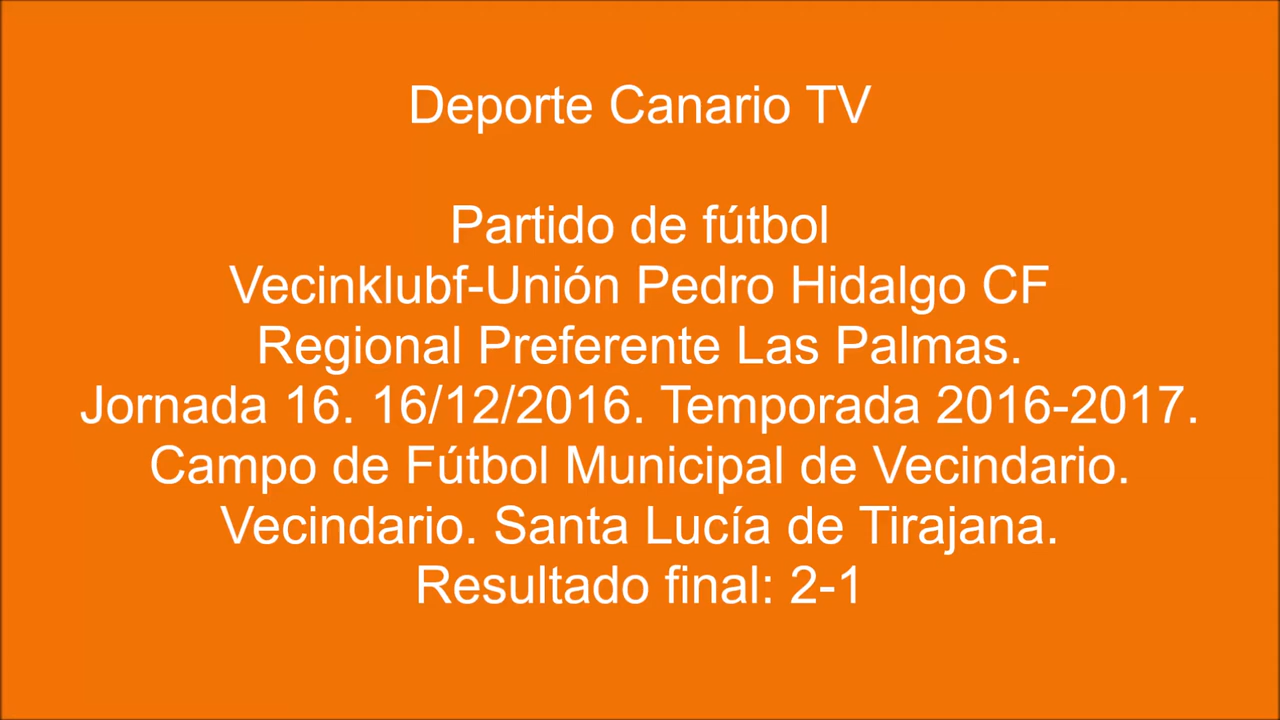 Deporte Canario TV
Partido de fútbol
Vecinklubf-Unión Pedro Hidalgo CF
Regional Preferente Las Palmas.
Jornada 16. 16/12/2016. Temporada 2016-2017.
Campo de Fútbol Municipal de Vecindario.
Vecindario. Santa Lucía de Tirajana.
Resultado final: 2-1